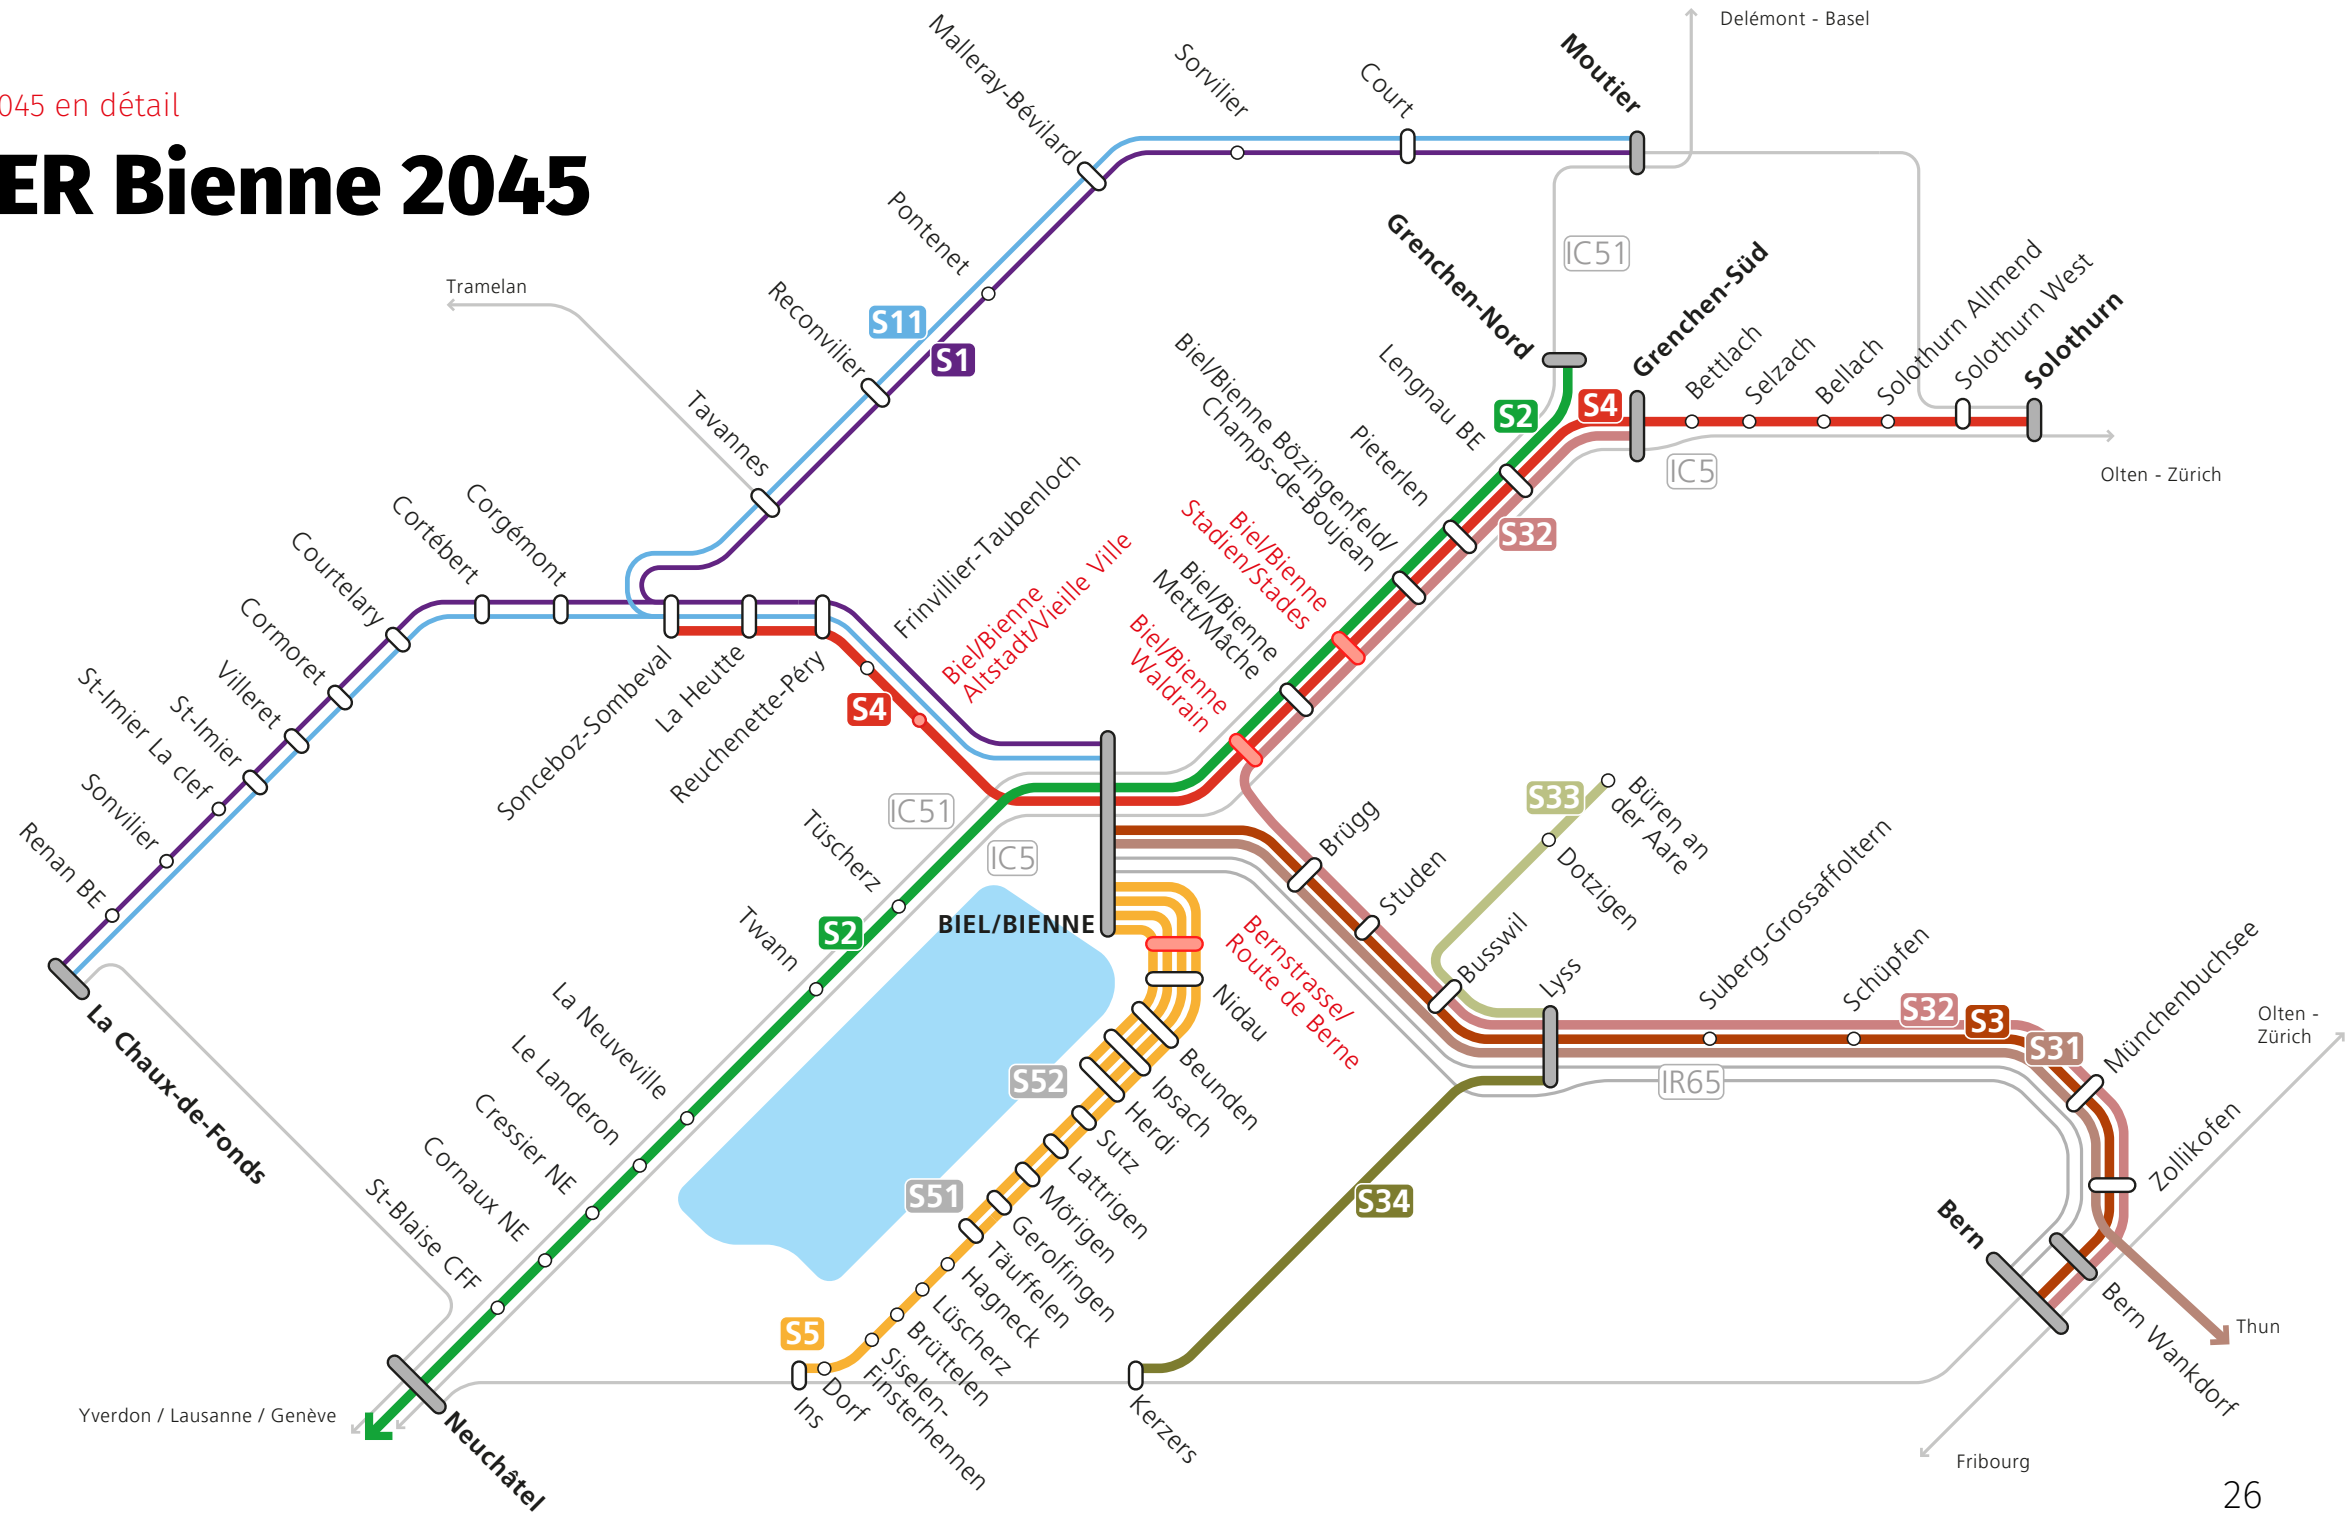 045 en détail
ER Bienne 2045
Delémont - Basel
Malleray-Bévilard
Sorvilier
Court
Moutier
Pontenet
Reconvilier
Tramelan
S11
S1
Tavannes
IC51
Grenchen-Nord
Grenchen-Süd
Bettlach
Selzach
Bellach
Solothurn Allmend
Solothurn West
Solothurn
Olten - Zürich
IC5
S2
S4
S32
Lengnau BE
Pieterlen
Biel/Bienne Bözingenfeld/
Champs-de-Boujean
Biel/Bienne
Stadien/Stades
Biel/Bienne
Mett/Mâche
Biel/Bienne
Waldrain
Corgémont
Cortébert
Courtelary
Cormoret
Villeret
St-Imier
St-Imier La clef
Sonvilier
Renan BE
La Chaux-de-Fonds
Sonceboz-Sombeval
La Heutte
Reuchenette-Péry
Frinvillier-Taubenloch
Biel/Bienne
Altstadt/Vieille Ville
S4
IC51
IC5
BIEL/BIENNE
Tüscherz
Twann
S2
La Neuveville
Le Landeron
Cressier NE
Cornaux NE
St-Blaise CFF
Neuchâtel
Yverdon / Lausanne / Genève
Bernstrasse/
Route de Berne
Nidau
Beunden
Ipsach
Herdi
Sutz
Lattrigen
Mörigen
Gerolfingen
Täuffelen
Hagneck
Lüscherz
Brüttelen
Siselen-
Finsterhennen
Dorf
Ins
S52
S51
S5
Brügg
Studen
Busswil
Lyss
S33
Büren an
der Aare
Dotzigen
Suberg-Grossaffoltern
Schüpfen
S32
S3
S31
Münchenbuchsee
Zollikofen
Olten -
Zürich
IR65
S34
Kerzers
Bern
Bern Wankdorf
Thun
Fribourg
26